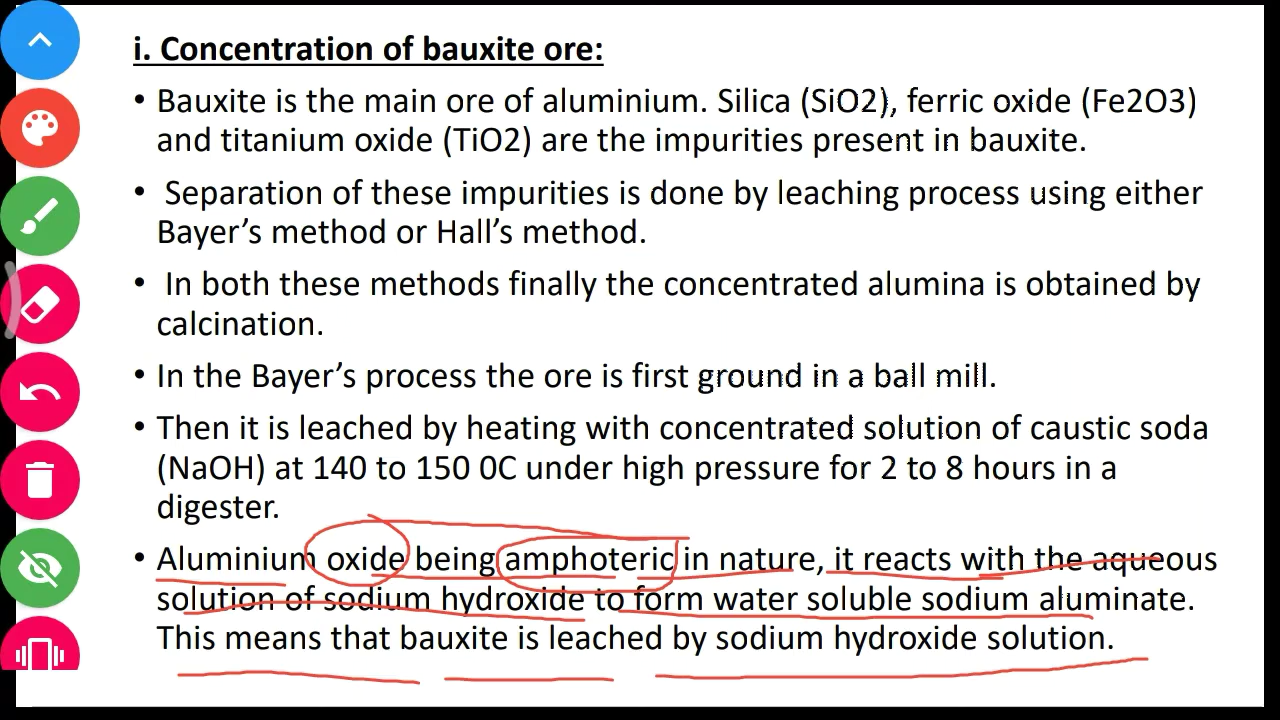 i. Concentration of bauxite ore:
• Bauxite is the main ore of aluminium. Silica (SiO2), ferric oxide (Fe2O3)
and titanium oxide (TiO2) are the impurities present in bauxite.
• Separation of these impurities is done by leaching process using either
Bayer’s method or Hall’s method.
• In both these methods finally the concentrated alumina is obtained by
calcination.
• In the Bayer’s process the ore is first ground in a ball mill.
• Then it is leached by heating with concentrated solution of caustic soda
(NaOH) at 140 to 150 0C under high pressure for 2 to 8 hours in a
digester.
• Aluminium oxide being amphoteric in nature, it reacts with the aqueous
solution of sodium hydroxide to form water soluble sodium aluminate.
This means that bauxite is leached by sodium hydroxide solution.